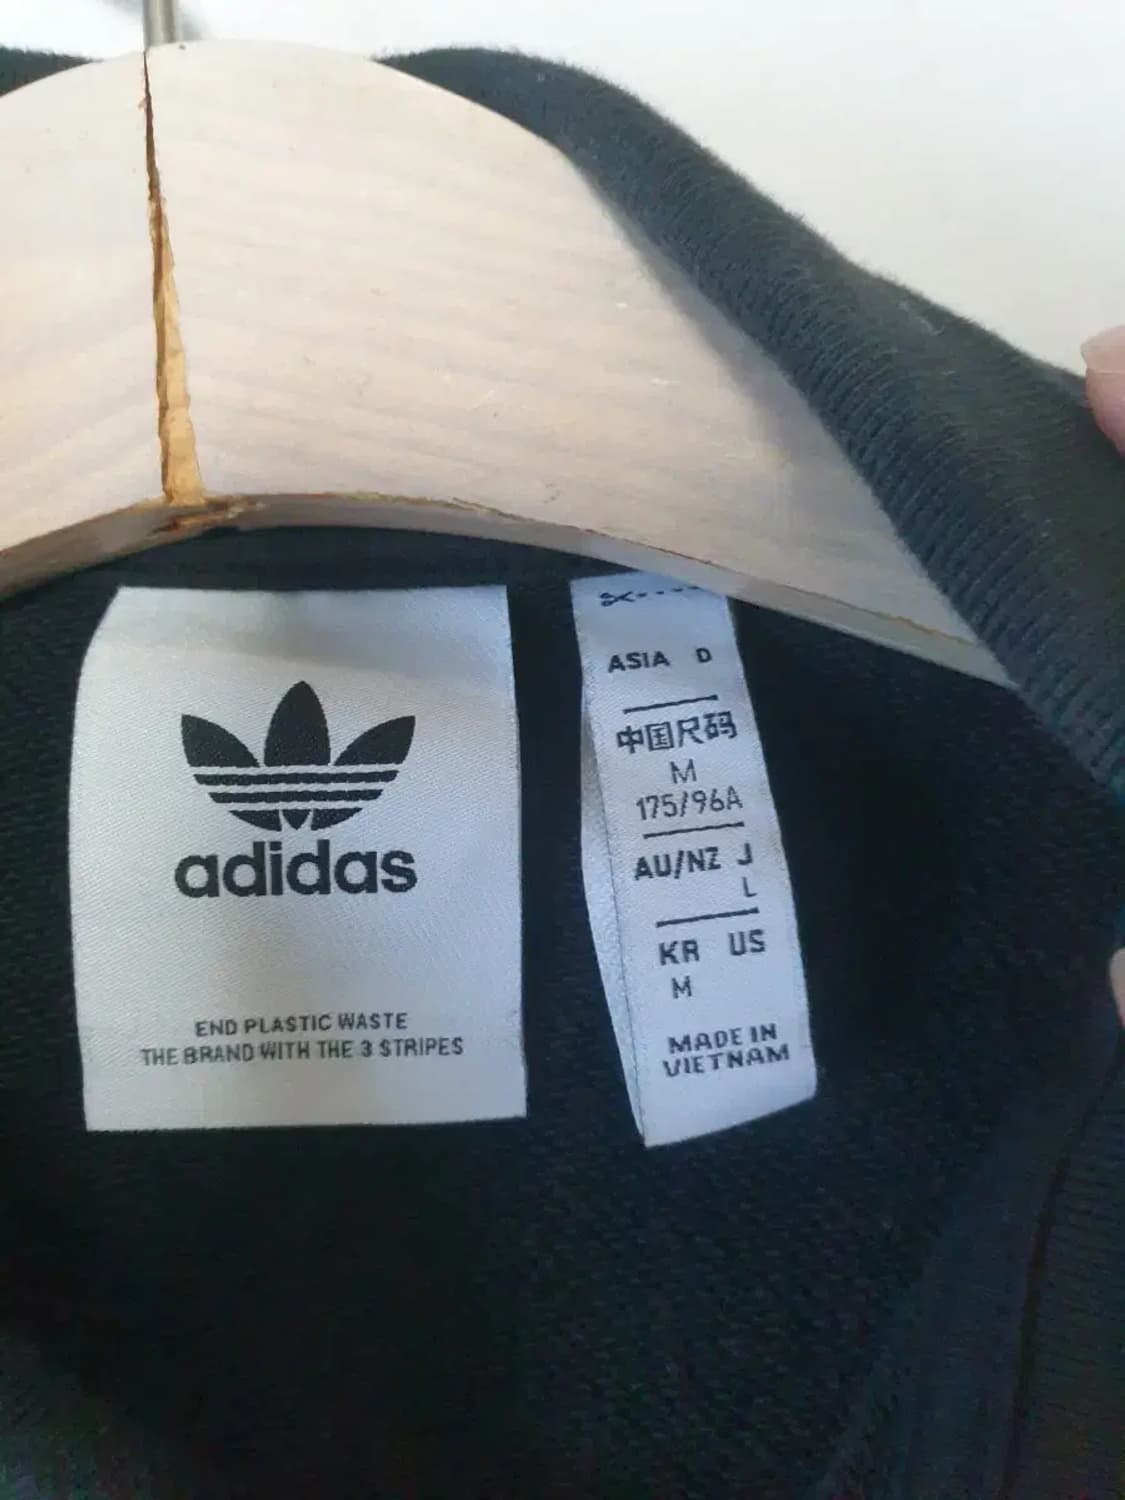 adidas
END PLASTIC WASTE
THE BRAND WITH THE 3 STRIPES
ASIA D
中国尺码
M
175/96A
AU/NZ J
L
KR US
M
MADE IN
VIETNAM